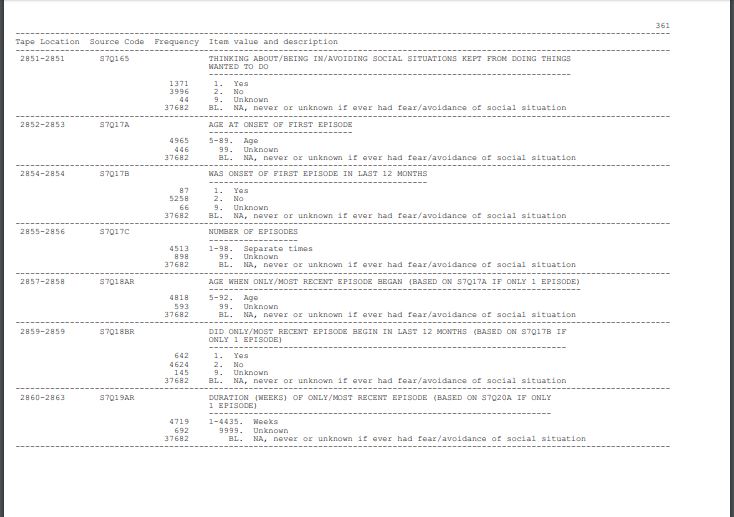 361
Tape Location Source Code Frequency Item value and description
2851-2851 S7Q165 THINKING ABOUT/BEING IN/AVOIDING SOCIAL SITUATIONS KEPT FROM DOING THINGS
WANTED TO DO
1371 1. Yes
3996 2. No
44 9. Unknown
37682 BL. NA, never or unknown if ever had fear/avoidance of social situation
2852-2853 S7Q17A AGE AT ONSET OF FIRST EPISODE
4965 5-89. Age
446 99. Unknown
37682 BL. NA, never or unknown if ever had fear/avoidance of social situation
2854-2854 S7Q17B WAS ONSET OF FIRST EPISODE IN LAST 12 MONTHS
87 1. Yes
5258 2. No
66 9. Unknown
37682 BL. NA, never or unknown if ever had fear/avoidance of social situation
2855-2856 S7Q17C NUMBER OF EPISODES
4513 1-98. Separate times
898 99. Unknown
37682 BL. NA, never or unknown if ever had fear/avoidance of social situation
2857-2858 S7Q18AR AGE WHEN ONLY/MOST RECENT EPISODE BEGAN (BASED ON S7Q17A IF ONLY 1 EPISODE)
4818 5-92. Age
593 99. Unknown
37682 BL. NA, never or unknown if ever had fear/avoidance of social situation
2859-2859 S7Q18BR DID ONLY/MOST RECENT EPISODE BEGIN IN LAST 12 MONTHS (BASED ON S7Q17B IF
ONLY 1 EPISODE)
642 1. Yes
4624 2. No
145 9. Unknown
37682 BL. NA, never or unknown if ever had fear/avoidance of social situation
2860-2863 S7Q19AR DURATION (WEEKS) OF ONLY/MOST RECENT EPISODE (BASED ON S7Q20A IF ONLY
1 EPISODE)
4719 1-4435. Weeks
692 9999. Unknown
37682 BL. NA, never or unknown if ever had fear/avoidance of social situation